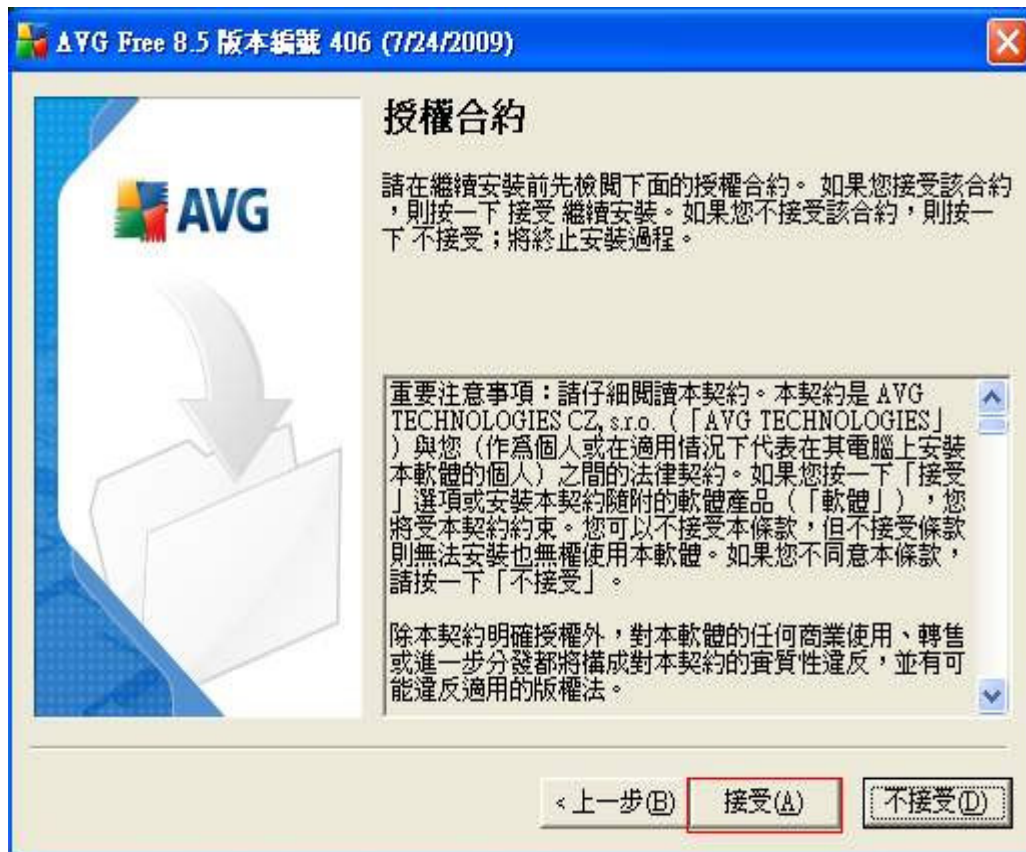 AVG Free 8.5 版本編號 406 (7/24/2009)
AVG
授權合約
請在繼續安裝前先檢閱下面的授權合約。 如果您接受該合約
，則按一下 接受 繼續安裝。如果您不接受該合約，則按一
下 不接受；將終止安裝過程。
重要注意事項：請仔細閱讀本契約。本契約是 AVG
TECHNOLOGIES CZ, s.r.o.（「AVG TECHNOLOGIES」
）與您（作為個人或在適用情況下代表在其電腦上安裝
本軟體的個人）之間的法律契約。如果您按一下「接受
」選項或安裝本契約隨附的軟體產品（「軟體」），您
將受本契約約束。您可以不接受本條款，但不接受條款
則無法安裝也無權使用本軟體。如果您不同意本條款，
請按一下「不接受」。
除本契約明確授權外，對本軟體的任何商業使用、轉售
或進一步分發都將構成對本契約的實質性違反，並有可
能違反適用的版權法。
<上一步(B)
接受(A)
不接受(D)